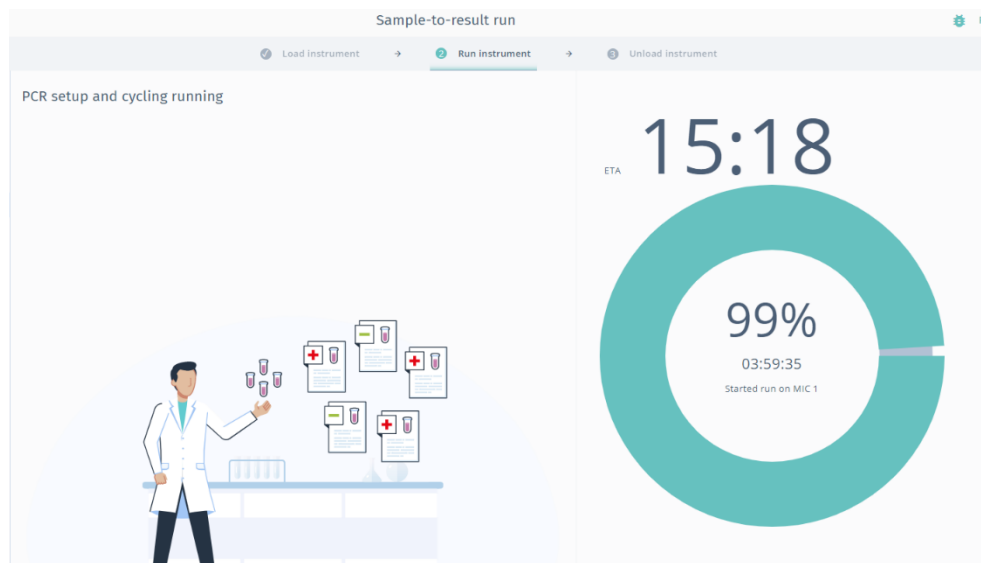 Sample-to-result run
Load instrument → 2 Run instrument → 3 Unload instrument
PCR setup and cycling running
ETA 15:18
99%
03:59:35
Started run on MIC 1